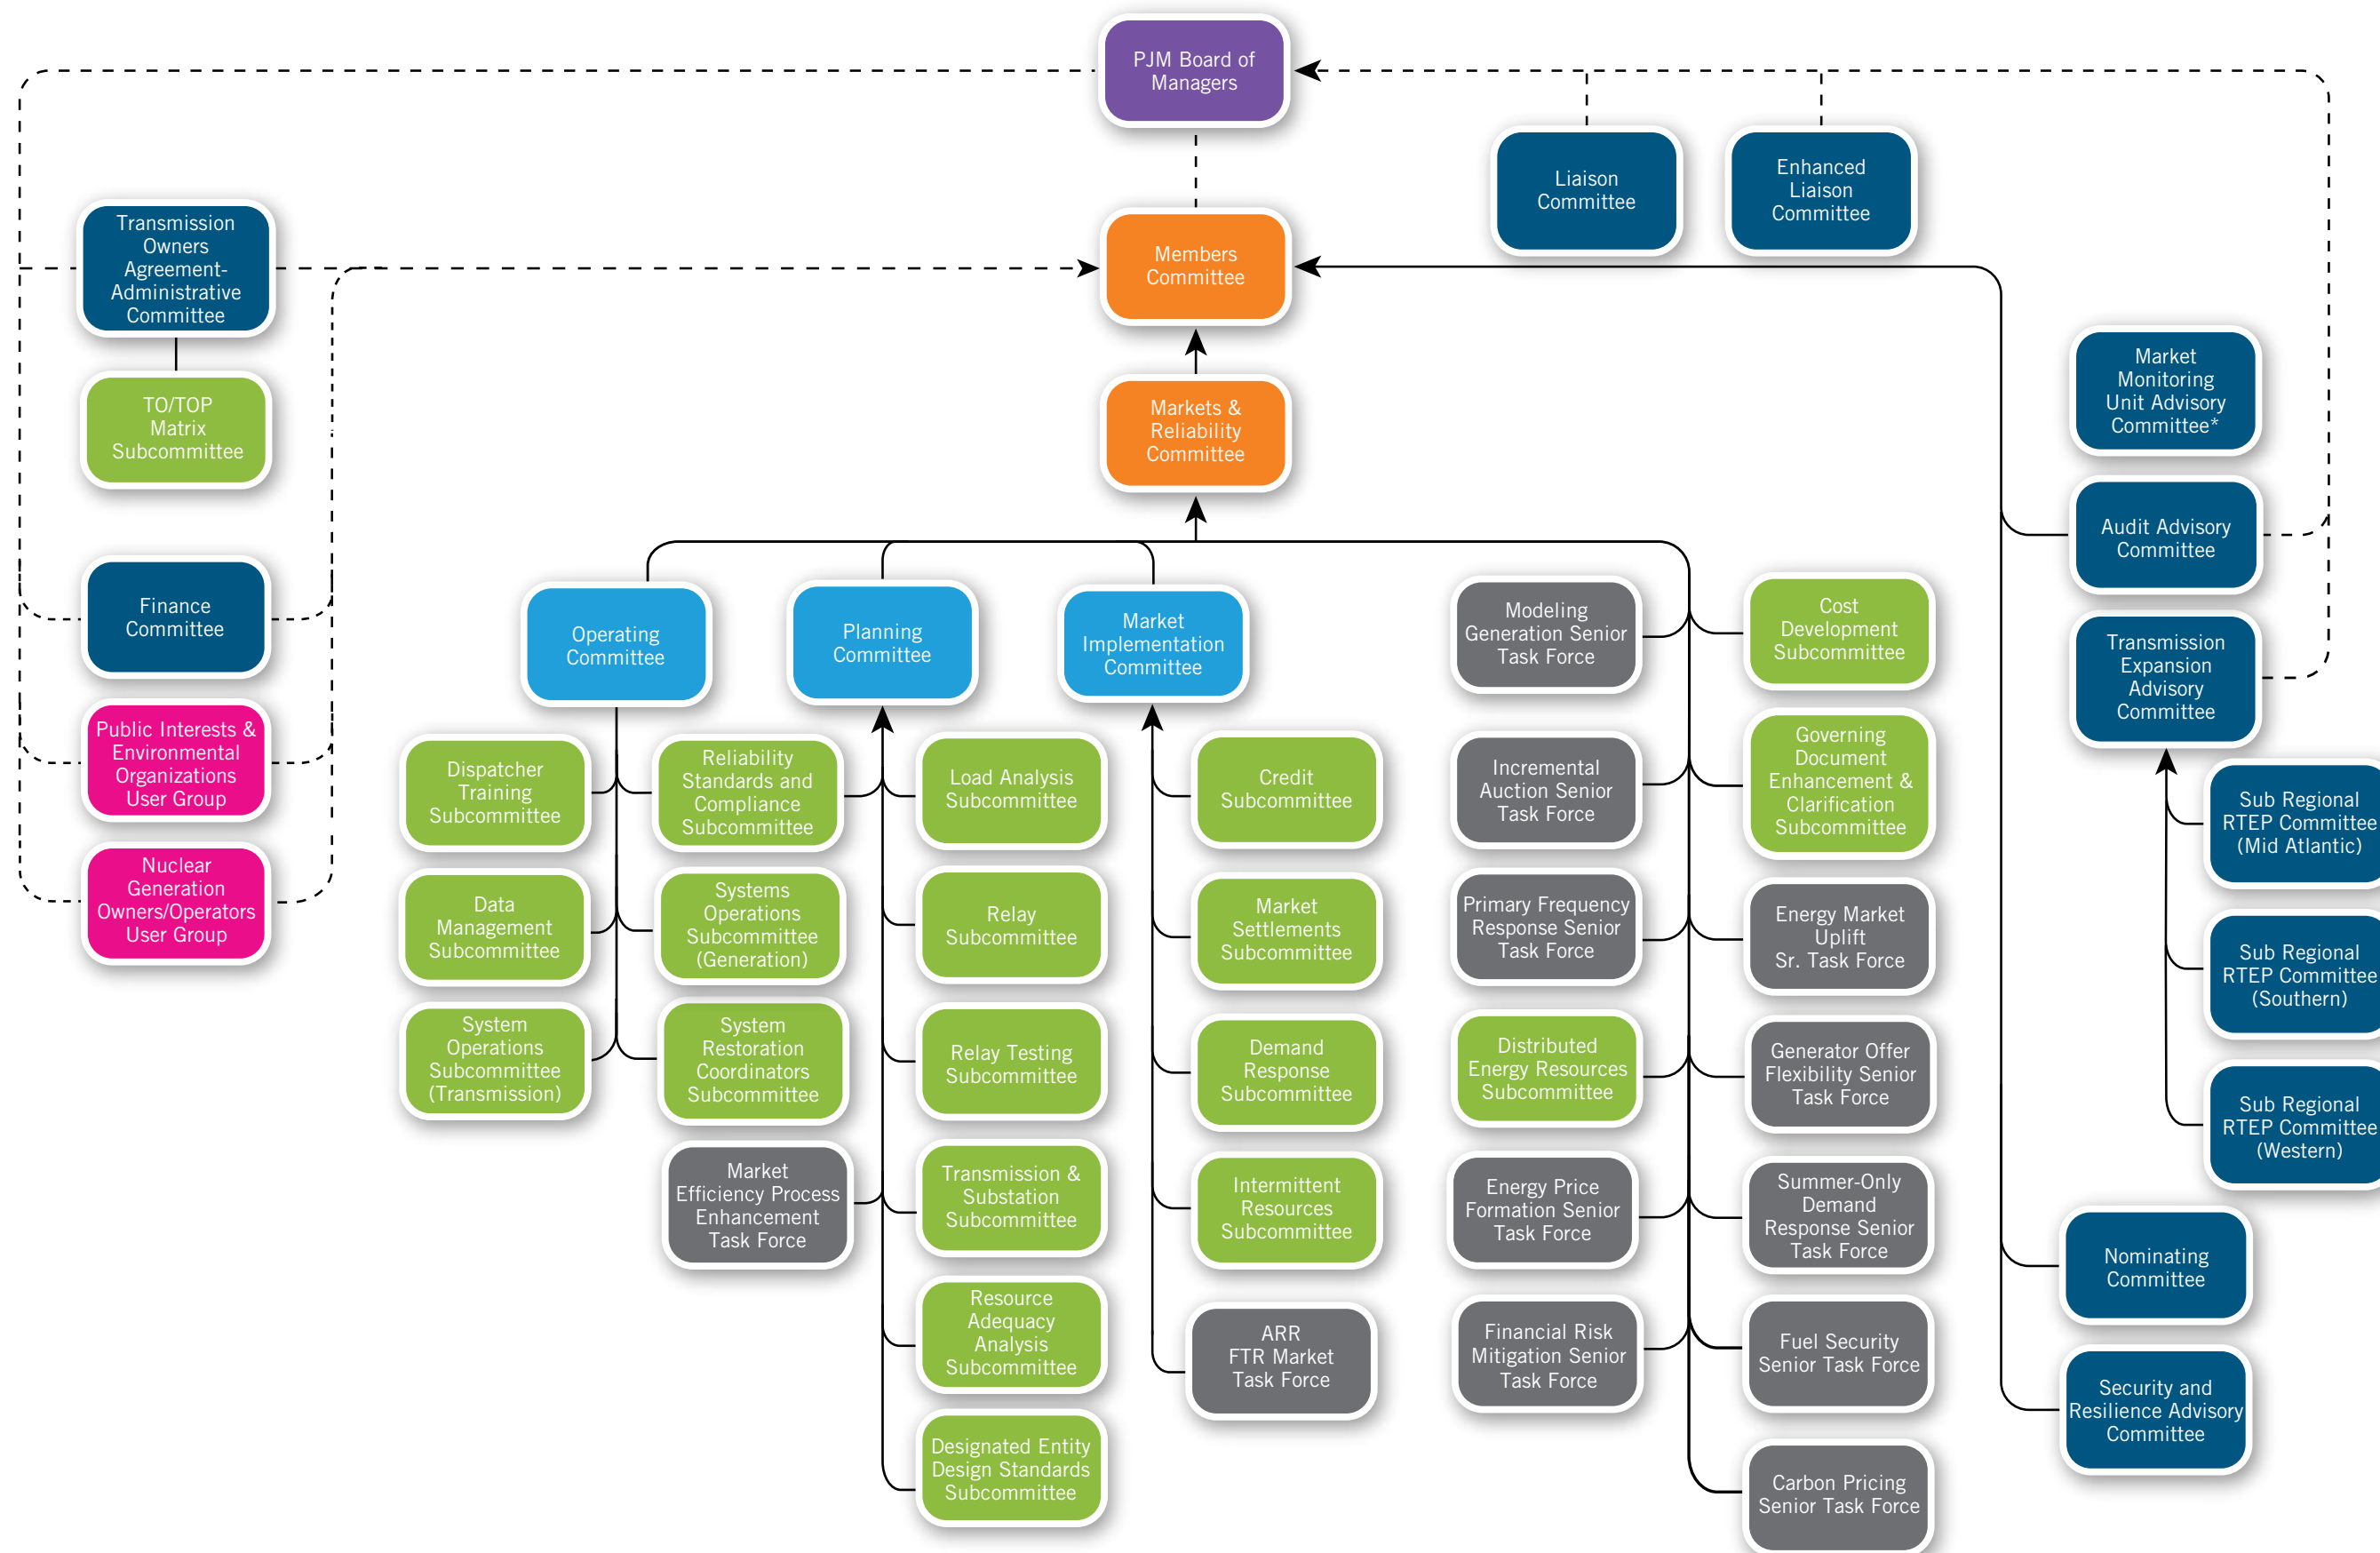 PJM Board of
Managers
Liaison
Committee
Enhanced
Liaison
Committee
Transmission
Owners
Agreement-
Administrative
Committee
Members
Committee
Market
Monitoring
Unit Advisory
Committee*
TO/TOP
Matrix
Subcommittee
Markets &
Reliability
Committee
Audit Advisory
Committee
Finance
Committee
Operating
Committee
Planning
Committee
Market
Implementation
Committee
Modeling
Generation Senior
Task Force
Cost
Development
Subcommittee
Transmission
Expansion
Advisory
Committee
Public Interests &
Environmental
Organizations
User Group
Dispatcher
Training
Subcommittee
Reliability
Standards and
Compliance
Subcommittee
Load Analysis
Subcommittee
Credit
Subcommittee
Incremental
Auction Senior
Task Force
Governing
Document
Enhancement &
Clarification
Subcommittee
Sub Regional
RTEP Committee
(Mid Atlantic)
Nuclear
Generation
Owners/Operators
User Group
Data
Management
Subcommittee
Systems
Operations
Subcommittee
(Generation)
Relay
Subcommittee
Market
Settlements
Subcommittee
Primary Frequency
Response Senior
Task Force
Energy Market
Uplift
Sr. Task Force
Sub Regional
RTEP Committee
(Southern)
System
Operations
Subcommittee
(Transmission)
System
Restoration
Coordinators
Subcommittee
Relay Testing
Subcommittee
Demand
Response
Subcommittee
Distributed
Energy Resources
Subcommittee
Generator Offer
Flexibility Senior
Task Force
Sub Regional
RTEP Committee
(Western)
Market
Efficiency Process
Enhancement
Task Force
Transmission &
Substation
Subcommittee
Intermittent
Resources
Subcommittee
Energy Price
Formation Senior
Task Force
Summer-Only
Demand
Response Senior
Task Force
Nominating
Committee
Resource
Adequacy
Analysis
Subcommittee
ARR
FTR Market
Task Force
Financial Risk
Mitigation Senior
Task Force
Fuel Security
Senior Task Force
Security and
Resilience Advisory
Committee
Designated Entity
Design Standards
Subcommittee
Carbon Pricing
Senior Task Force